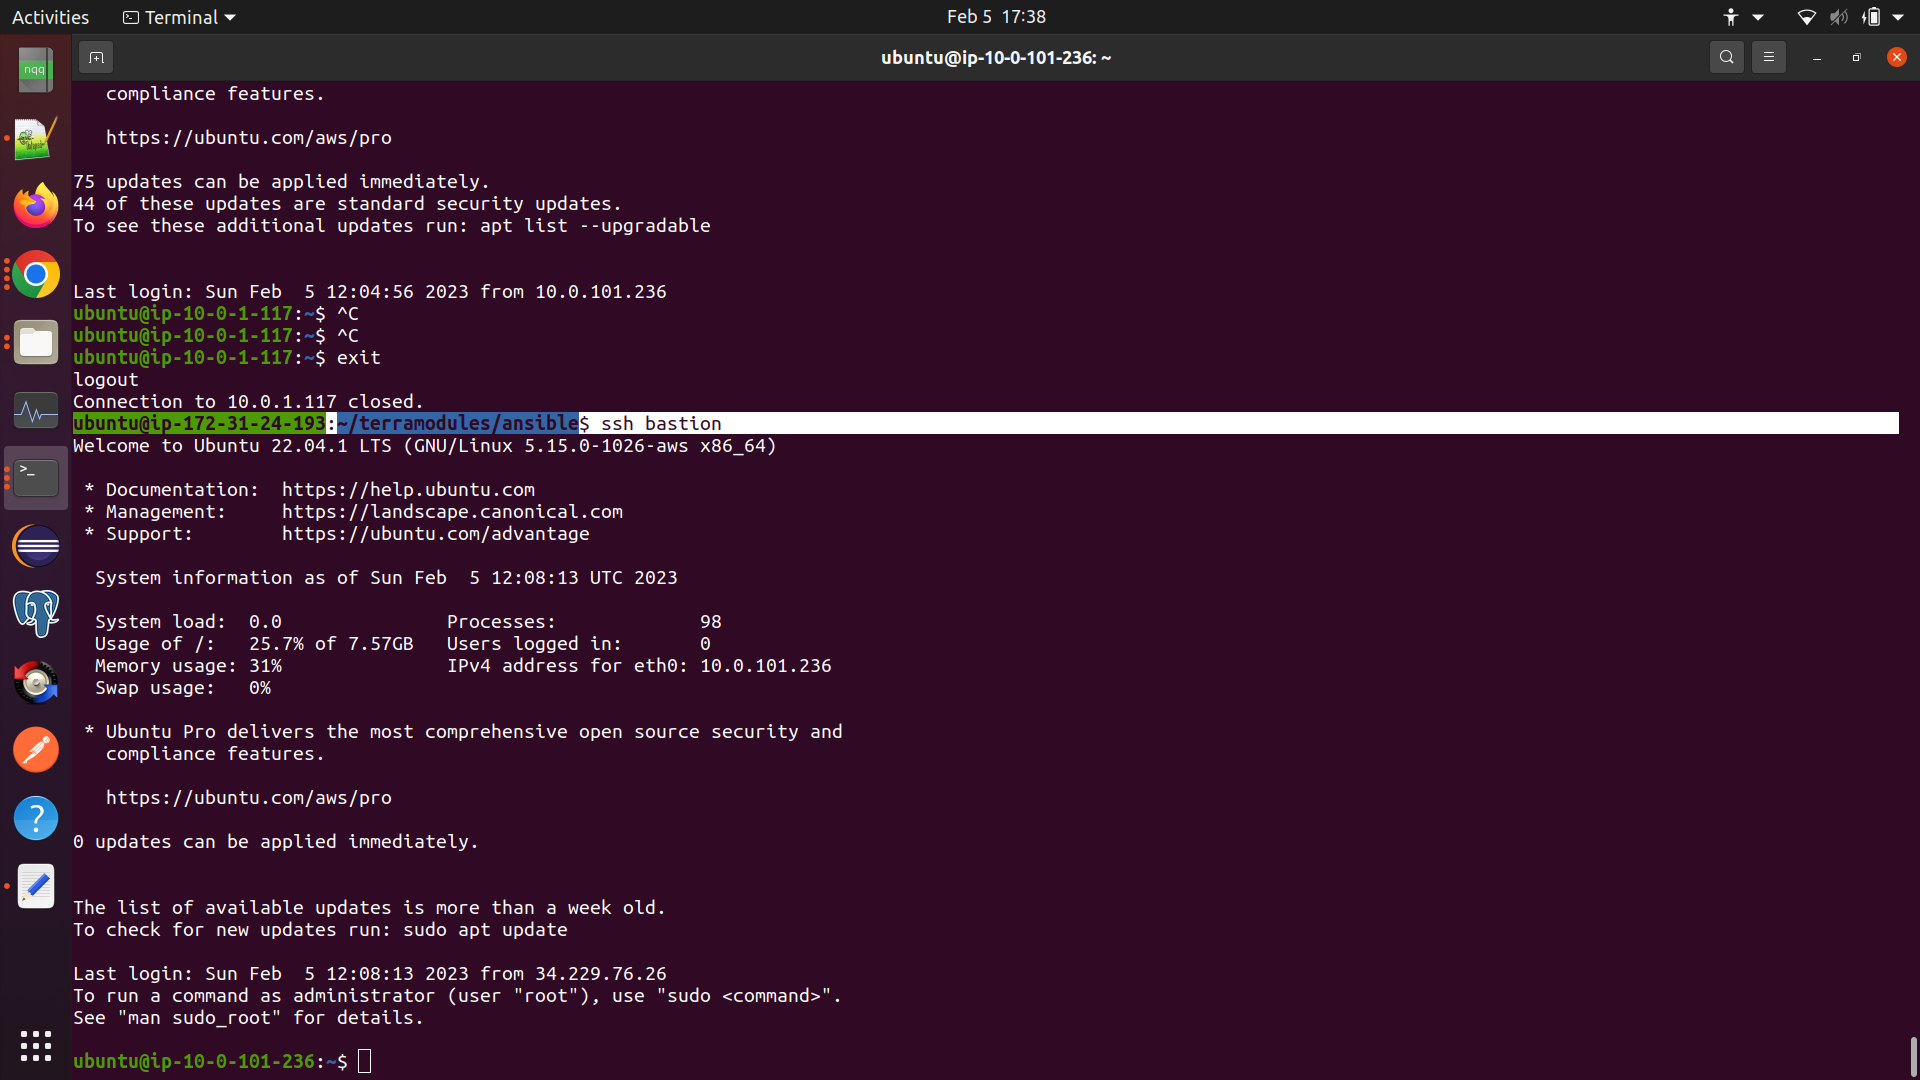 Activities
Terminal
Feb 5 17:38
ubuntu@ip-10-0-101-236: ~
nqq
compliance features.
https://ubuntu.com/aws/pro
75 updates can be applied immediately.
44 of these updates are standard security updates.
To see these additional updates run: apt list --upgradable
Last login: Sun Feb  5 12:04:56 2023 from 10.0.101.236
ubuntu@ip-10-0-1-117:~$ ^C
ubuntu@ip-10-0-1-117:~$ ^C
ubuntu@ip-10-0-1-117:~$ exit
logout
Connection to 10.0.1.117 closed.
ubuntu@ip-172-31-24-193:~/terramodules/ansible$ ssh bastion
Welcome to Ubuntu 22.04.1 LTS (GNU/Linux 5.15.0-1026-aws x86_64)
* Documentation:  https://help.ubuntu.com
* Management:     https://landscape.canonical.com
* Support:        https://ubuntu.com/advantage
System information as of Sun Feb  5 12:08:13 UTC 2023
System load:  0.0               Processes:             98
Usage of /:   25.7% of 7.57GB   Users logged in:       0
Memory usage: 31%               IPv4 address for eth0: 10.0.101.236
Swap usage:   0%
* Ubuntu Pro delivers the most comprehensive open source security and
compliance features.
https://ubuntu.com/aws/pro
0 updates can be applied immediately.
The list of available updates is more than a week old.
To check for new updates run: sudo apt update
Last login: Sun Feb  5 12:08:13 2023 from 34.229.76.26
To run a command as administrator (user "root"), use "sudo <command>".
See "man sudo_root" for details.
ubuntu@ip-10-0-101-236:~$